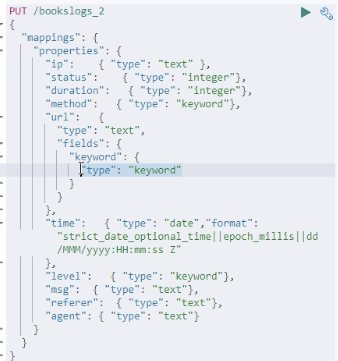 PUT /bookslogs_2
{
"mappings": {
"properties": {
"ip": { "type": "text" },
"status": { "type": "integer"},
"duration": { "type": "integer"},
"method": { "type": "keyword"},
"url": {
"type": "text",
"fields": {
"keyword": {
"type": "keyword"
}
}
},
"time": { "type": "date","format":
"strict_date_optional_time||epoch_millis||dd
/MMM/yyyy:HH:mm:ss Z"
},
"level": { "type": "keyword"},
"msg": { "type": "text"},
"referer": { "type": "text"},
"agent": { "type": "text"}
}
}
}